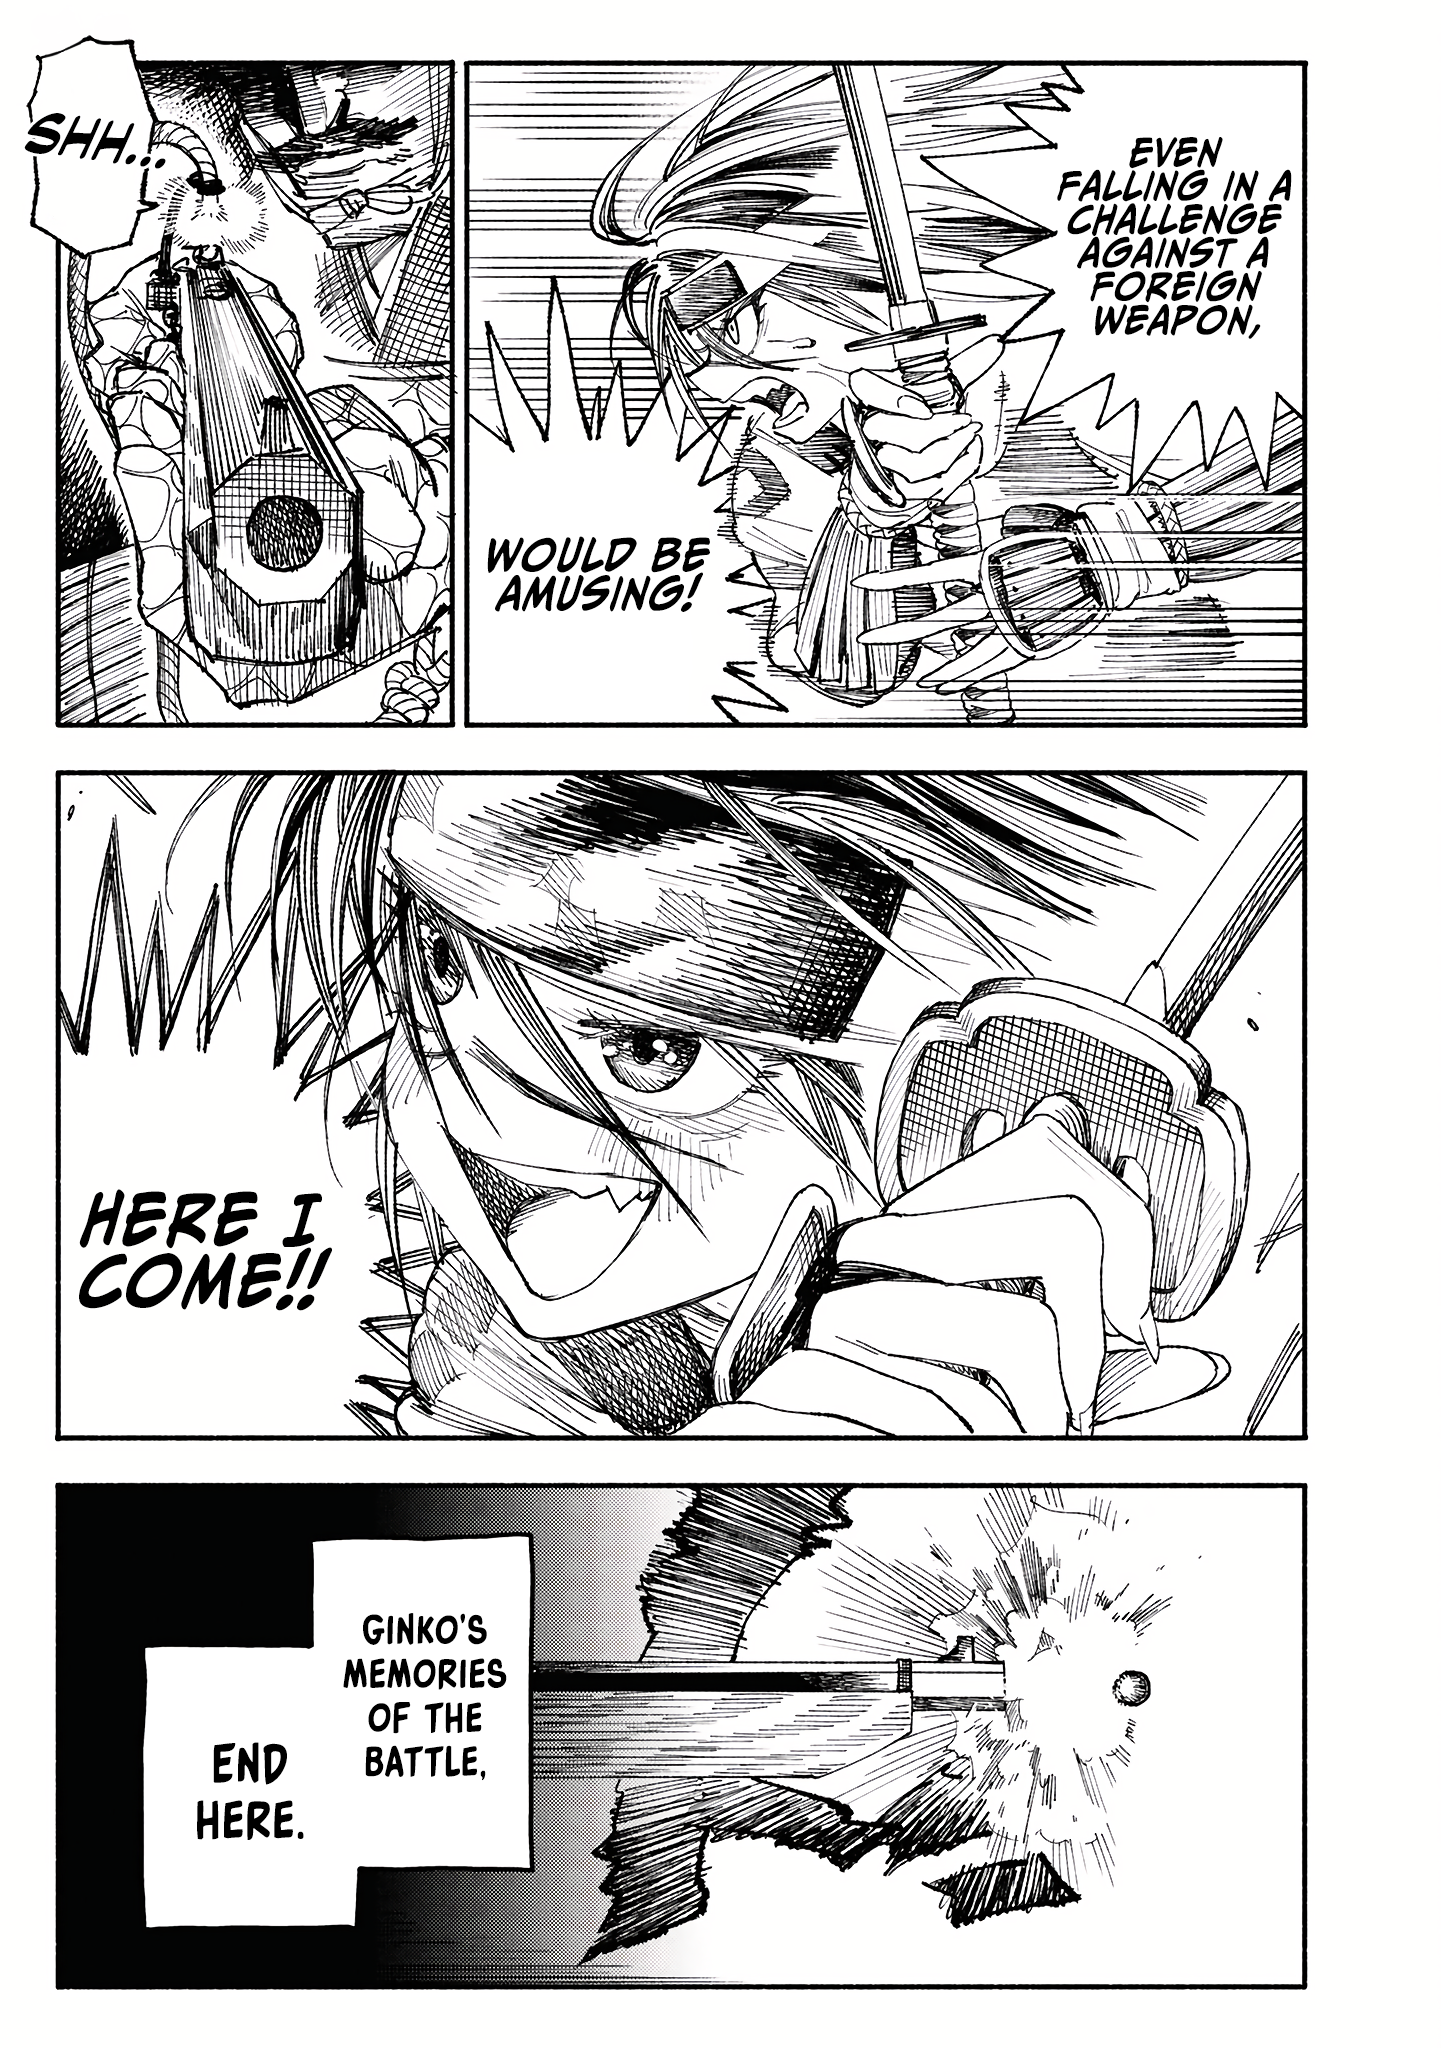 EVEN
FALLING IN A
CHALLENGE
AGAINST A
FOREIGN
WEAPON,
WOULD BE
AMUSING!
SHH...
HERE I
COME!!
GINKO'S
MEMORIES
OF THE
BATTLE,
END
HERE.